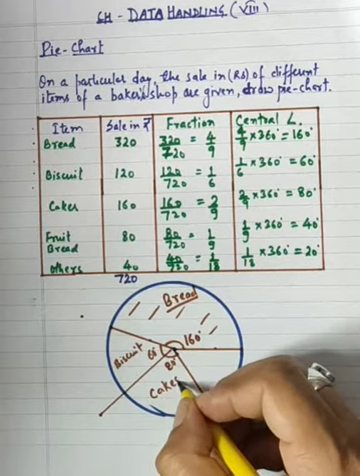 CH - DATA HANDLING (VIII)
Pie-Chart
On a particular day, the sale in (Rs) of different
items of a baker's shop are given, draw pie-chart.
Item Sale in ₹ Fraction Central ∠.
Bread 320 320/720 = 4/9 4/9 × 360° = 160°
Biscuit 120 120/720 = 1/6 1/6 × 360° = 60°
Cakes 160 160/720 = 2/9 2/9 × 360° = 80°
Fruit Bread 80 80/720 = 1/9 1/9 × 360° = 40°
Others 40 40/720 = 1/18 1/18 × 360° = 20°
720
Bread
160°
Biscuit 60°
80°
Cakes